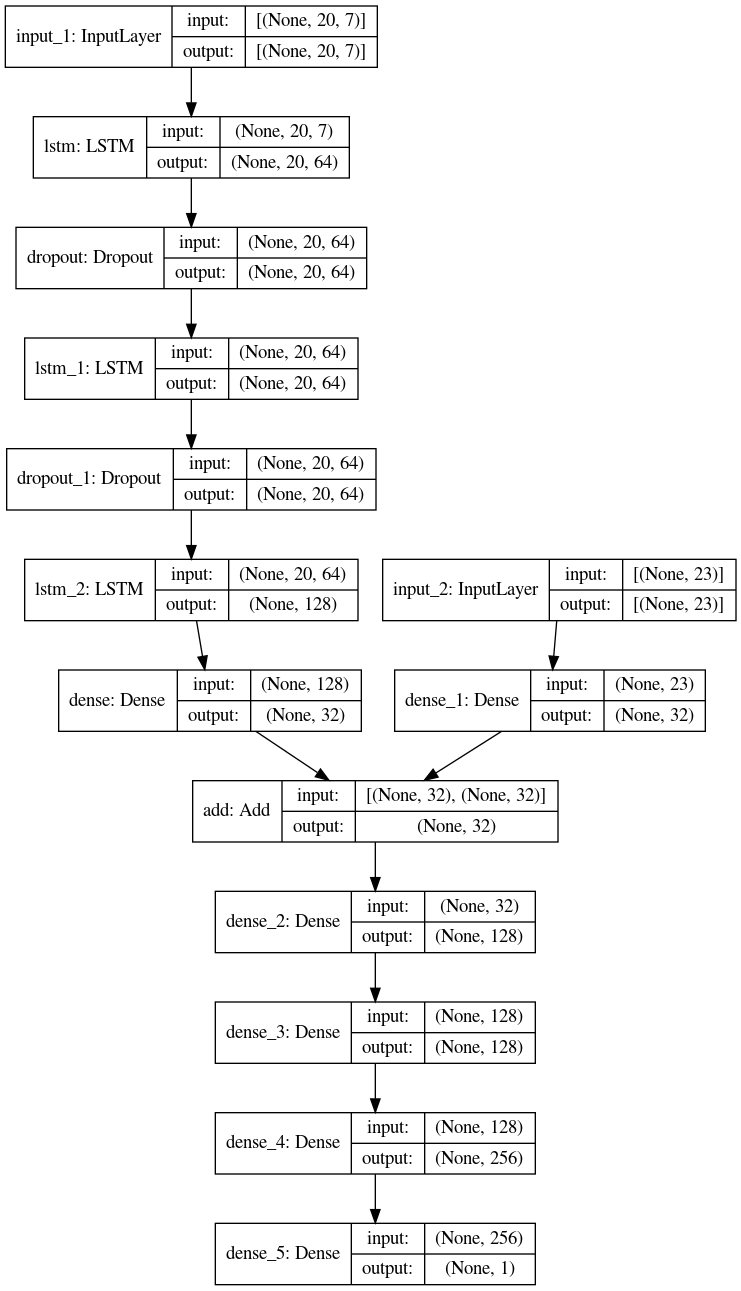 input_1: InputLayer
input: [(None, 20, 7)]
output: [(None, 20, 7)]
lstm: LSTM
input: (None, 20, 7)
output: (None, 20, 64)
dropout: Dropout
input: (None, 20, 64)
output: (None, 20, 64)
lstm_1: LSTM
input: (None, 20, 64)
output: (None, 20, 64)
dropout_1: Dropout
input: (None, 20, 64)
output: (None, 20, 64)
lstm_2: LSTM
input: (None, 20, 64)
output: (None, 128)
input_2: InputLayer
input: [(None, 23)]
output: [(None, 23)]
dense: Dense
input: (None, 128)
output: (None, 32)
dense_1: Dense
input: (None, 23)
output: (None, 32)
add: Add
input: [(None, 32), (None, 32)]
output: (None, 32)
dense_2: Dense
input: (None, 32)
output: (None, 128)
dense_3: Dense
input: (None, 128)
output: (None, 128)
dense_4: Dense
input: (None, 128)
output: (None, 256)
dense_5: Dense
input: (None, 256)
output: (None, 1)